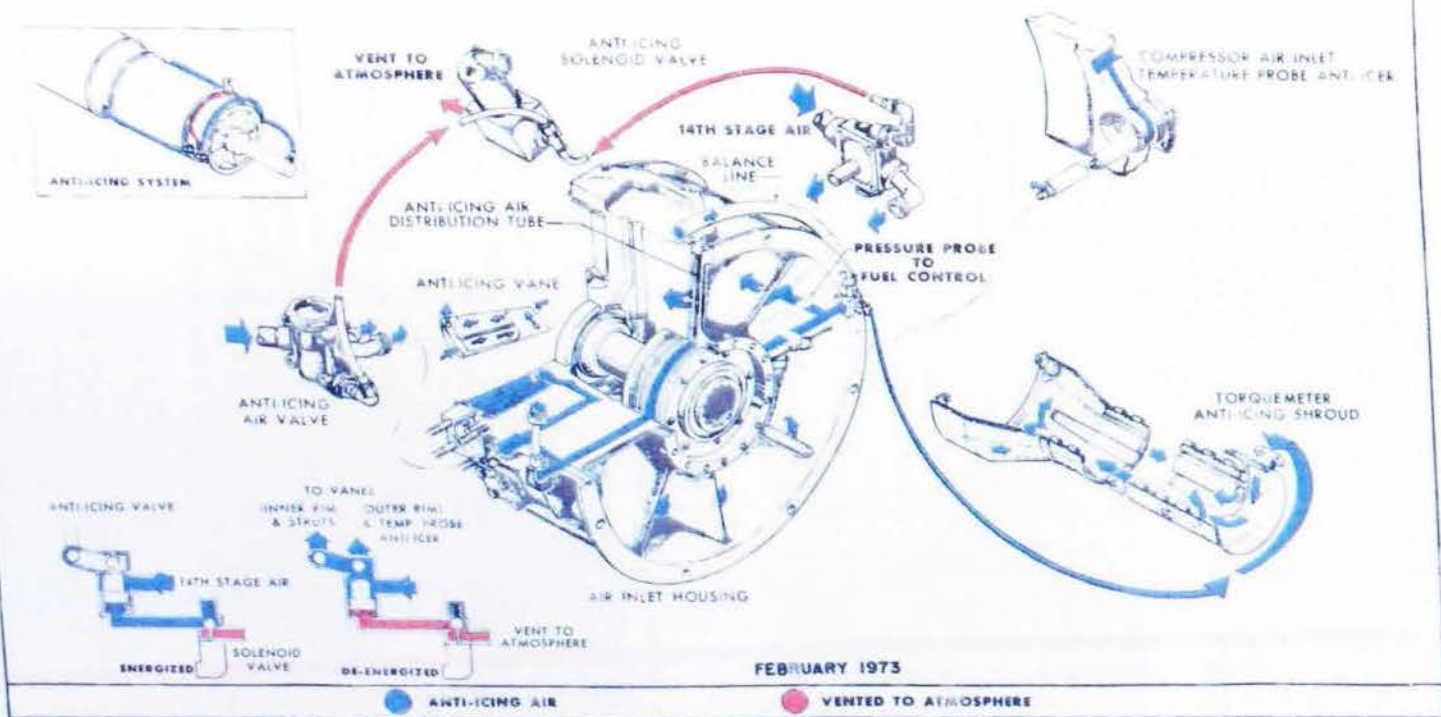 ANTI-ICING SYSTEM
VENT TO
ATMOSPHERE
ANTI-ICING
SOLENOID VALVE
14TH STAGE AIR
BALANCE
LINE
COMPRESSOR AIR INLET
TEMPERATURE PROBE ANTI-ICER
ANTI-ICING AIR
DISTRIBUTION TUBE
PRESSURE PROBE
TO
FUEL CONTROL
ANTI-ICING VANE
ANTI-ICING
AIR VALVE
TORQUEMETER
ANTI-ICING SHROUD
AIR INLET HOUSING
ANTI-ICING VALVE
14TH STAGE AIR
SOLENOID
VALVE
ENERGIZED
TO VANES
(INNER RIM
& STRUTS
OUTER RIM)
& TEMP. PROBE
ANTI-ICER
VENT TO
ATMOSPHERE
DE-ENERGIZED
FEBRUARY 1973
ANTI-ICING AIR
VENTED TO ATMOSPHERE